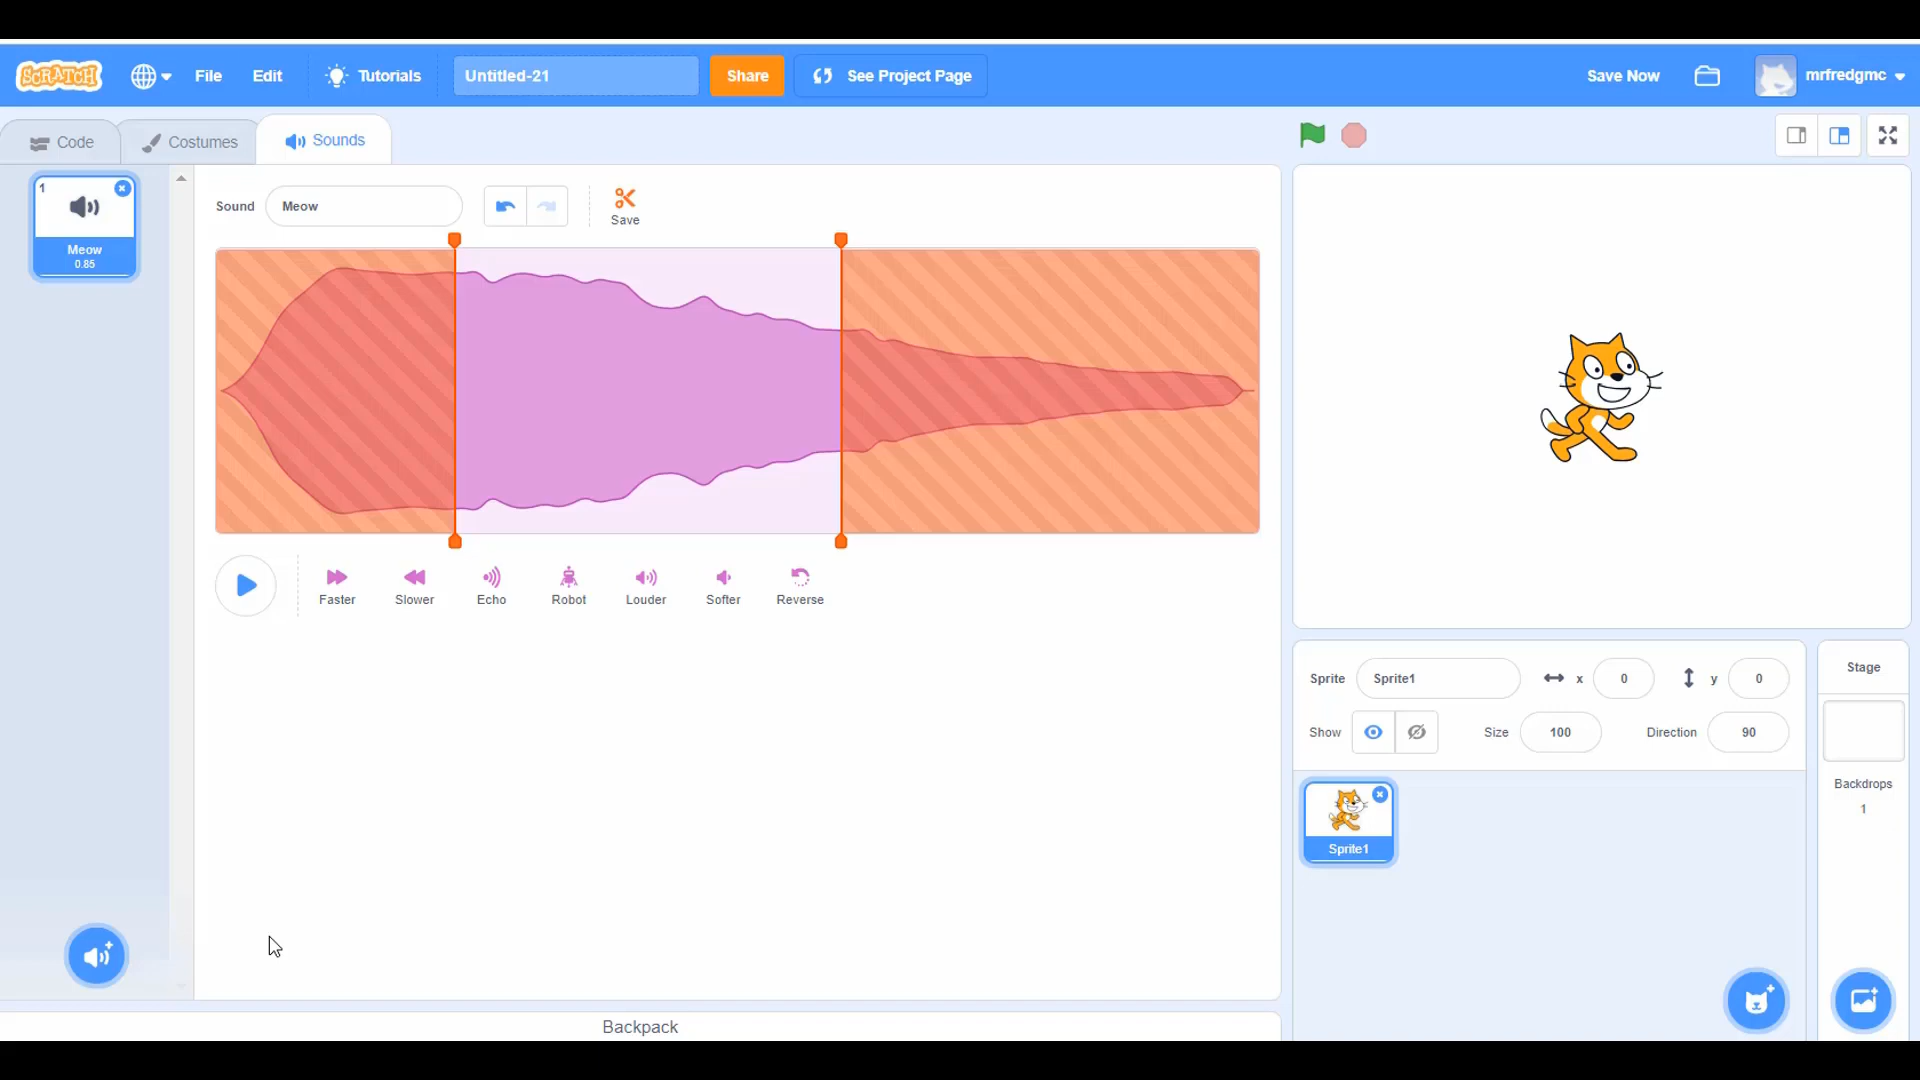 SCRATCH File Edit Tutorials Untitled-21 Share See Project Page Save Now mrfredgmc
Code Costumes Sounds
1
Meow
0.85
Sound Meow Save
Faster Slower Echo Robot Louder Softer Reverse
Sprite Sprite1 x 0 y 0
Show Size 100 Direction 90
Sprite1
Stage
Backdrops
1
Backpack